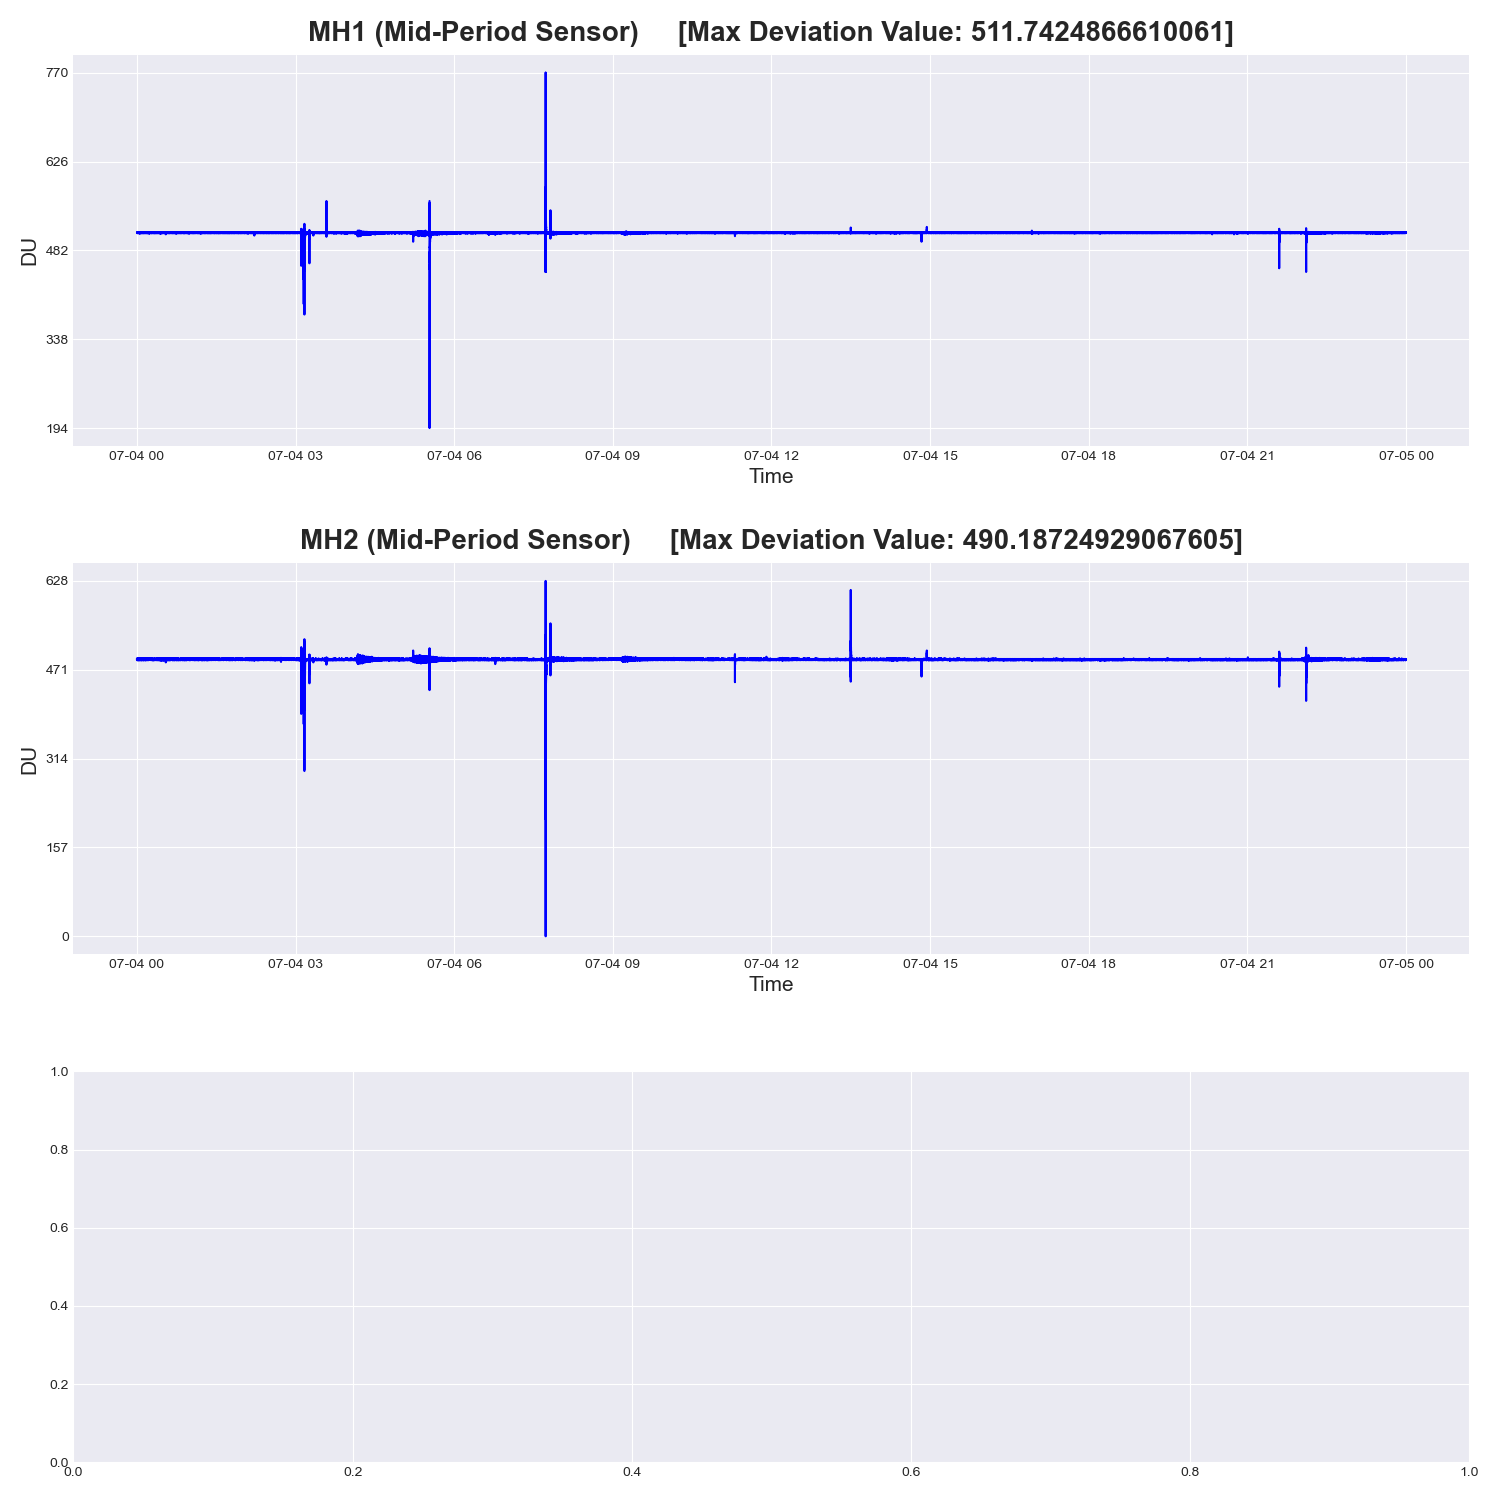 MH1 (Mid-Period Sensor) [Max Deviation Value: 511.7424866610061]
770
626
482
338
194
DU
07-04 00 07-04 03 07-04 06 07-04 09 07-04 12 07-04 15 07-04 18 07-04 21 07-05 00
Time
MH2 (Mid-Period Sensor) [Max Deviation Value: 490.18724929067605]
628
471
314
157
0
DU
07-04 00 07-04 03 07-04 06 07-04 09 07-04 12 07-04 15 07-04 18 07-04 21 07-05 00
Time
1.0
0.8
0.6
0.4
0.2
0.0
0.0 0.2 0.4 0.6 0.8 1.0